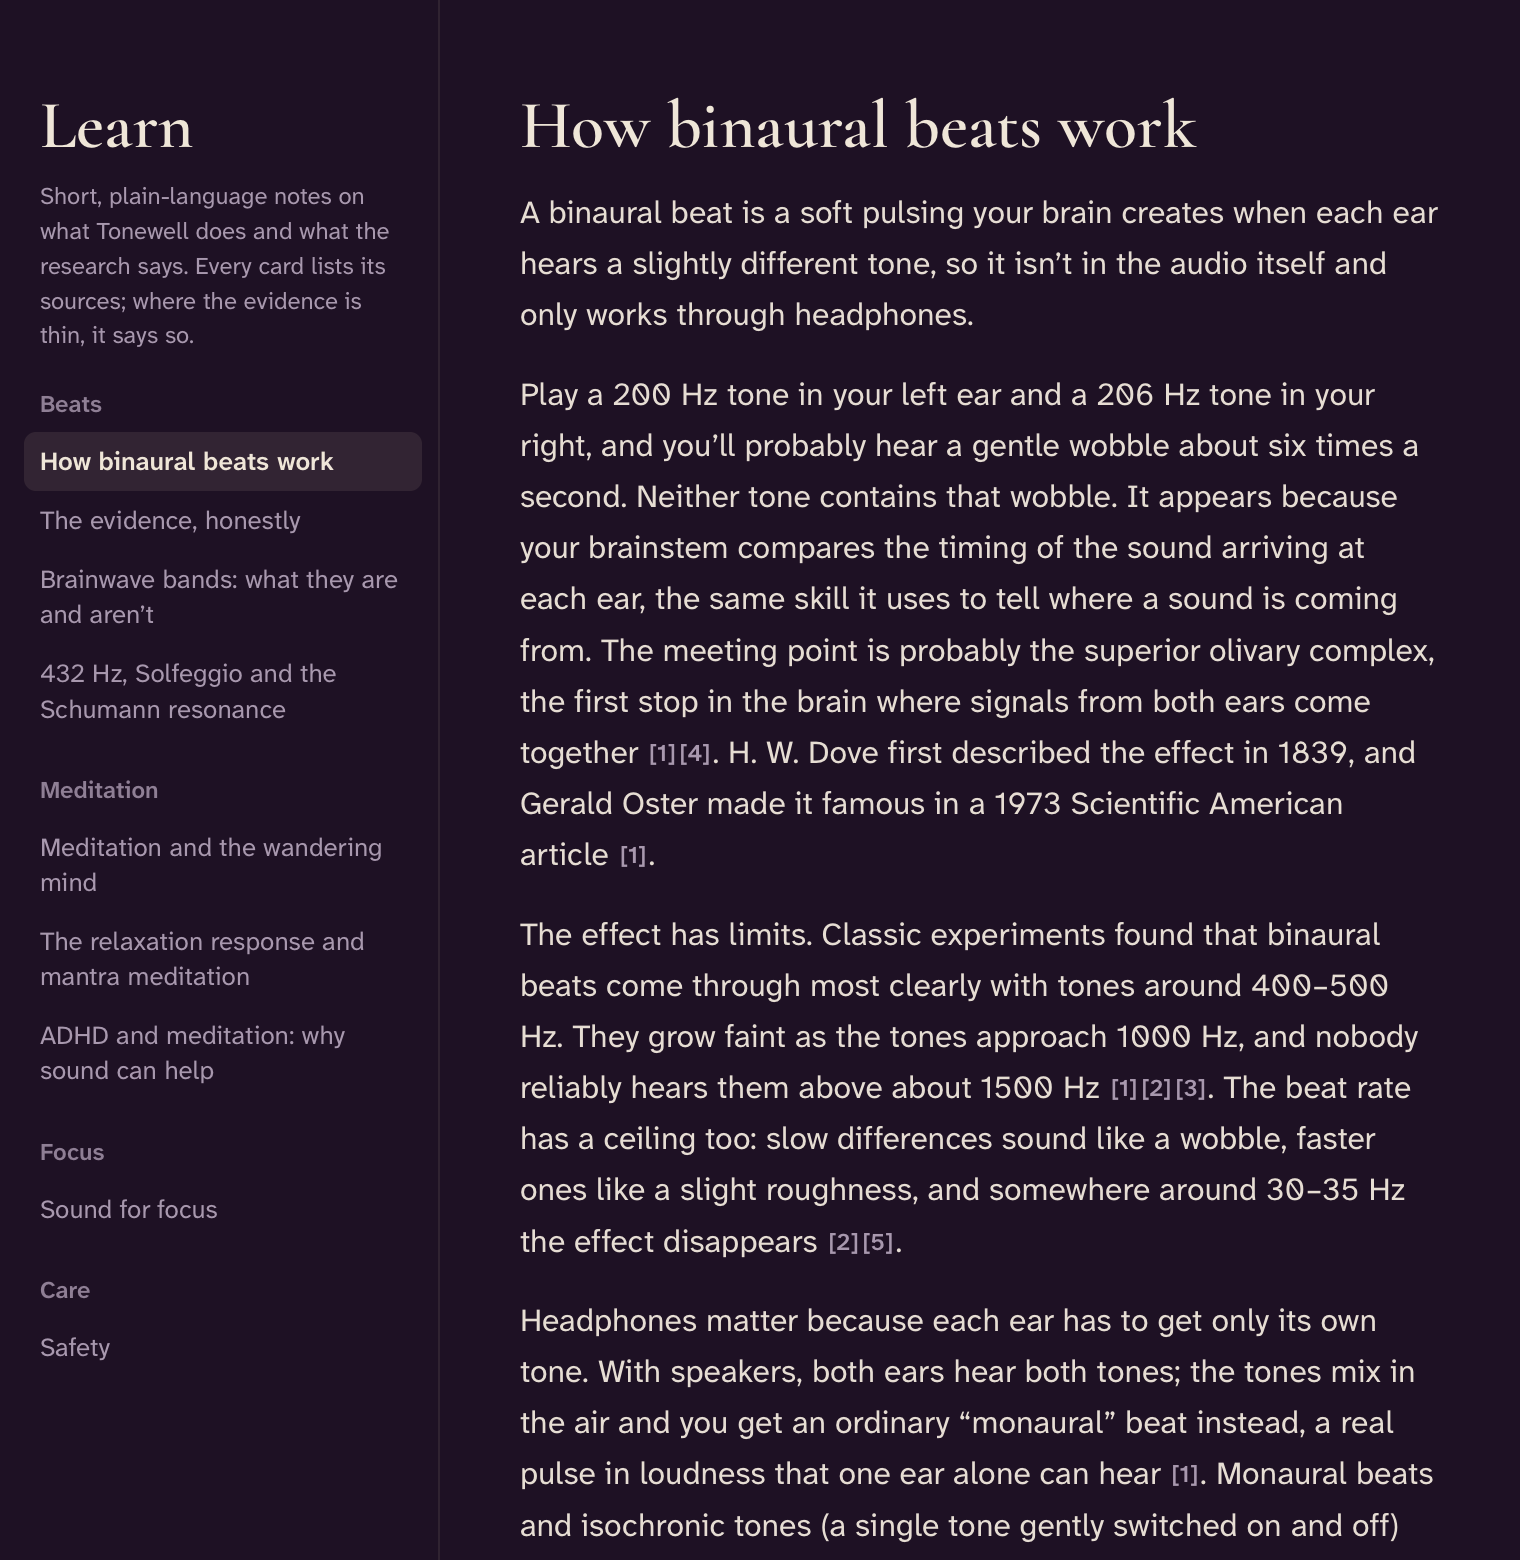 Learn
Short, plain-language notes on
what Tonewell does and what the
research says. Every card lists its
sources; where the evidence is
thin, it says so.
Beats
How binaural beats work
The evidence, honestly
Brainwave bands: what they are
and aren’t
432 Hz, Solfeggio and the
Schumann resonance
Meditation
Meditation and the wandering
mind
The relaxation response and
mantra meditation
ADHD and meditation: why
sound can help
Focus
Sound for focus
Care
Safety
How binaural beats work
A binaural beat is a soft pulsing your brain creates when each ear
hears a slightly different tone, so it isn’t in the audio itself and
only works through headphones.
Play a 200 Hz tone in your left ear and a 206 Hz tone in your
right, and you’ll probably hear a gentle wobble about six times a
second. Neither tone contains that wobble. It appears because
your brainstem compares the timing of the sound arriving at
each ear, the same skill it uses to tell where a sound is coming
from. The meeting point is probably the superior olivary complex,
the first stop in the brain where signals from both ears come
together [1][4]. H. W. Dove first described the effect in 1839, and
Gerald Oster made it famous in a 1973 Scientific American
article [1].
The effect has limits. Classic experiments found that binaural
beats come through most clearly with tones around 400–500
Hz. They grow faint as the tones approach 1000 Hz, and nobody
reliably hears them above about 1500 Hz [1][2][3]. The beat rate
has a ceiling too: slow differences sound like a wobble, faster
ones like a slight roughness, and somewhere around 30–35 Hz
the effect disappears [2][5].
Headphones matter because each ear has to get only its own
tone. With speakers, both ears hear both tones; the tones mix in
the air and you get an ordinary “monaural” beat instead, a real
pulse in loudness that one ear alone can hear [1]. Monaural beats
and isochronic tones (a single tone gently switched on and off)